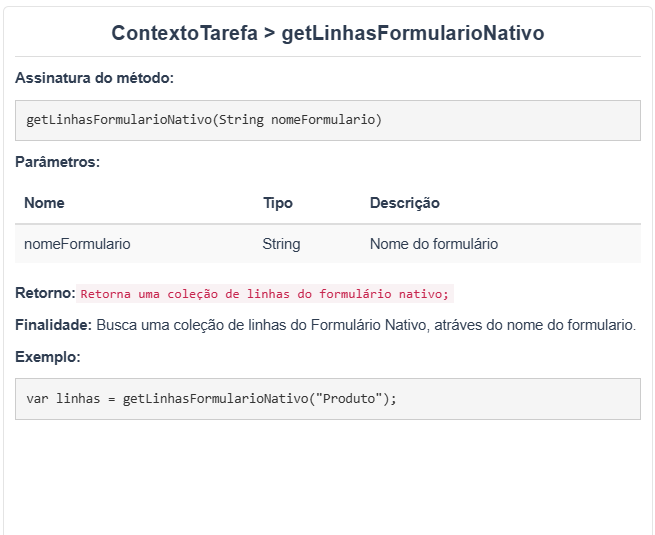 ContextoTarefa > getLinhasFormularioNativo
Assinatura do método:
getLinhasFormularioNativo(String nomeFormulario)
Parâmetros:
Nome Tipo Descrição
nomeFormulario String Nome do formulário
Retorno: Retorna uma coleção de linhas do formulário nativo;
Finalidade: Busca uma coleção de linhas do Formulário Nativo, atráves do nome do formulario.
Exemplo:
var linhas = getLinhasFormularioNativo("Produto");